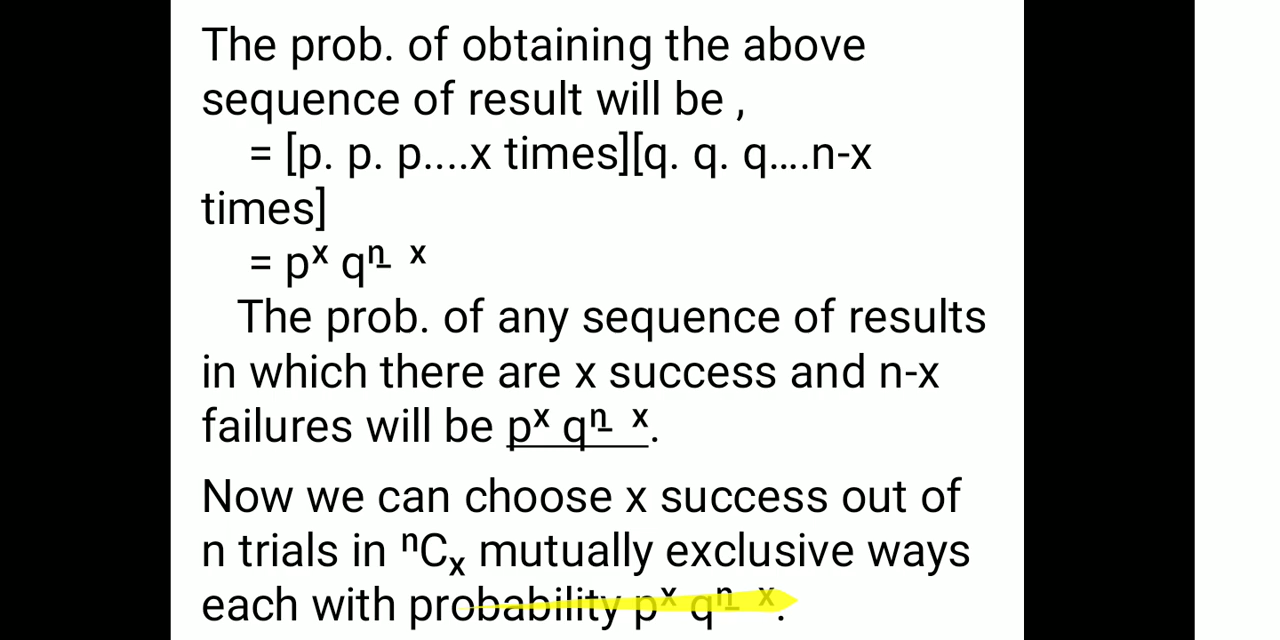 The prob. of obtaining the above
sequence of result will be ,
= [p. p. p....x times][q. q. q....n-x
times]
= pˣ qⁿ- ˣ
The prob. of any sequence of results
in which there are x success and n-x
failures will be pˣ qⁿ- ˣ.
Now we can choose x success out of
n trials in ⁿCₓ mutually exclusive ways
each with probability pˣ qⁿ- ˣ.